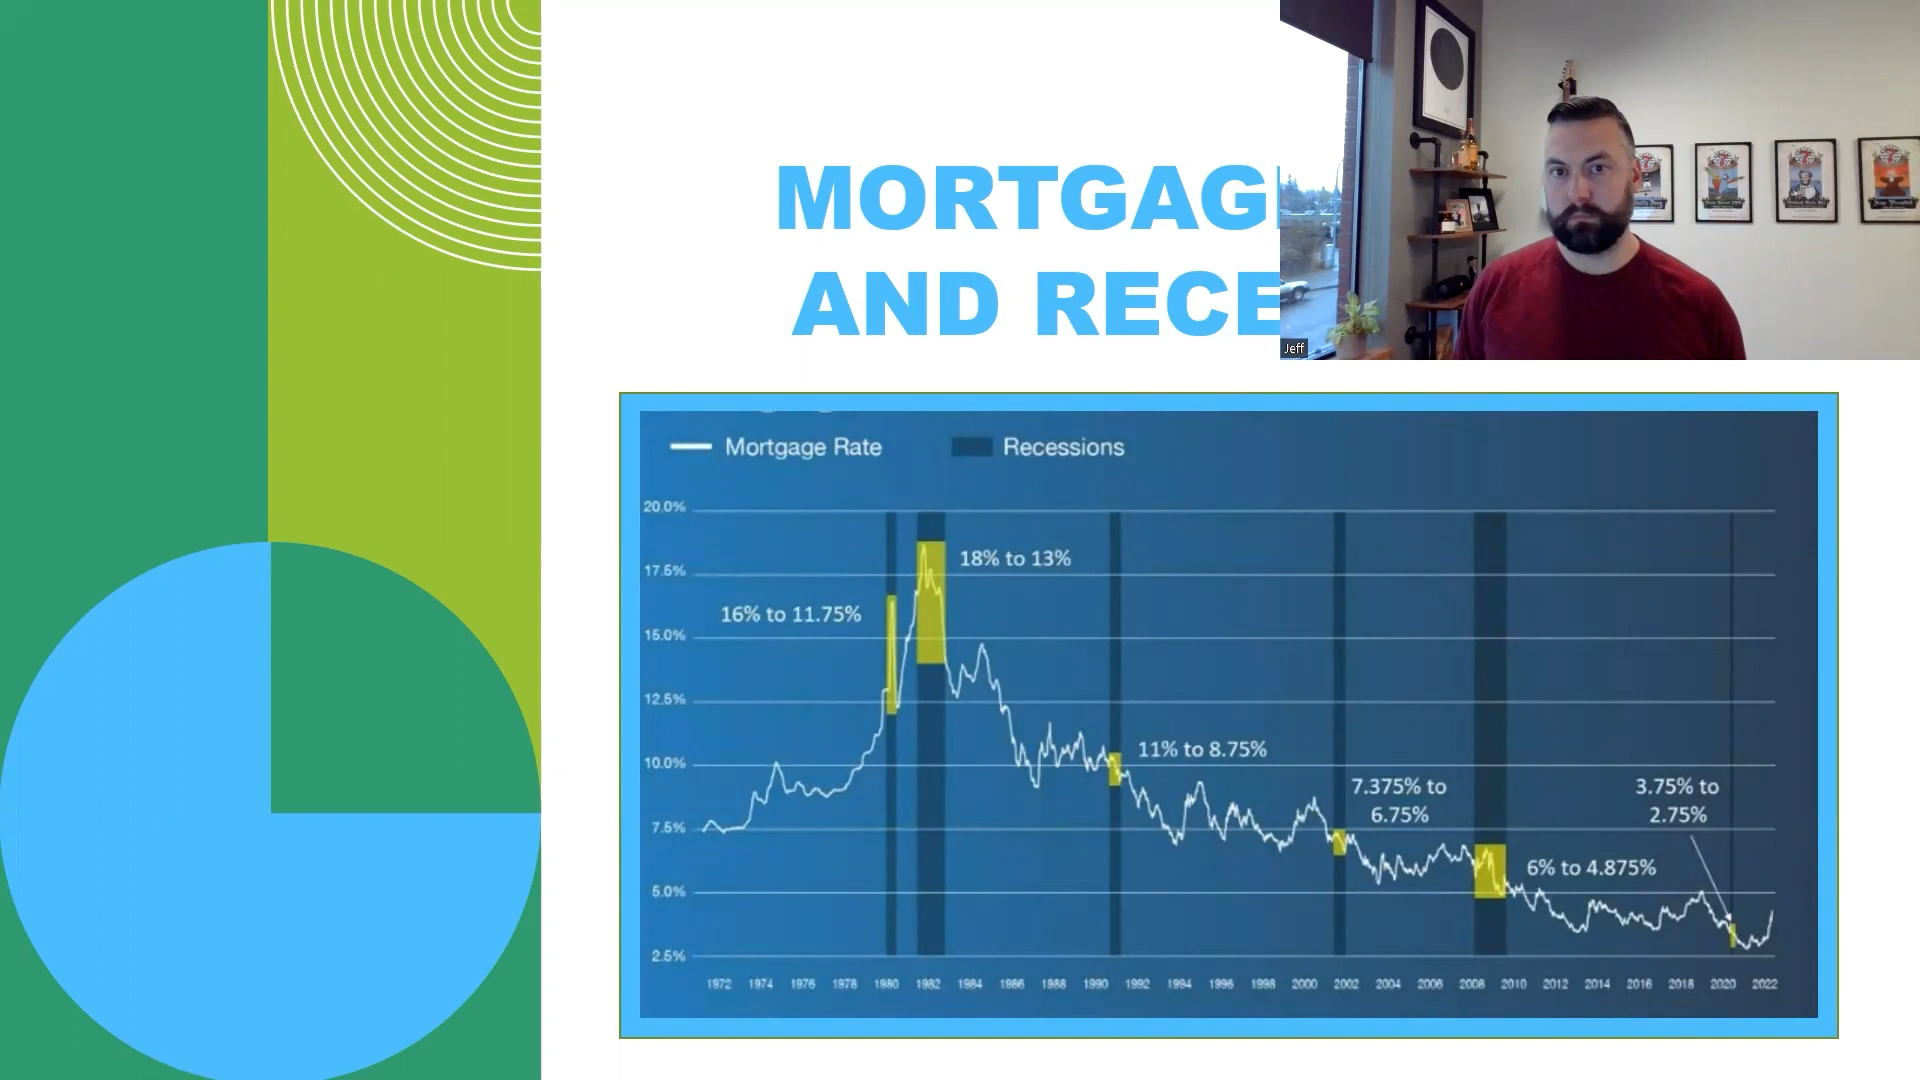 MORTGAG
AND RECE
Jeff
Mortgage Rate
Recessions
20.0%
17.5%
15.0%
12.5%
10.0%
7.5%
5.0%
2.5%
16% to 11.75%
18% to 13%
11% to 8.75%
7.375% to
6.75%
6% to 4.875%
3.75% to
2.75%
1972 1974 1976 1978 1980 1982 1984 1986 1988 1990 1992 1994 1996 1998 2000 2002 2004 2006 2008 2010 2012 2014 2016 2018 2020 2022